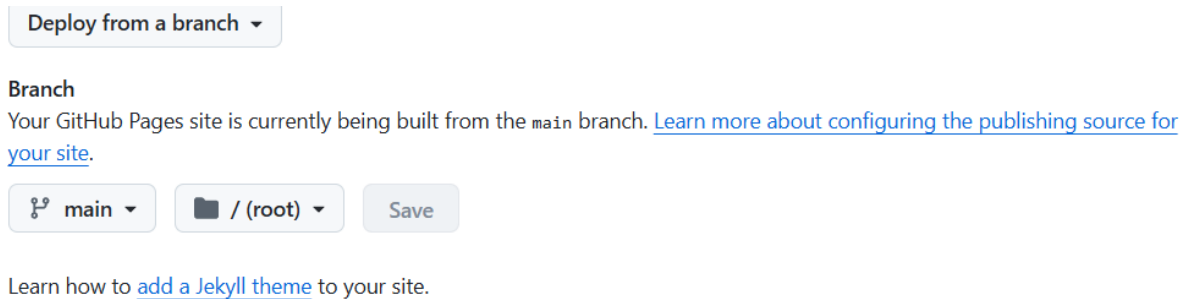 Deploy from a branch
Branch
Your GitHub Pages site is currently being built from the main branch. Learn more about configuring the publishing source for
your site.
main / (root) Save
Learn how to add a Jekyll theme to your site.